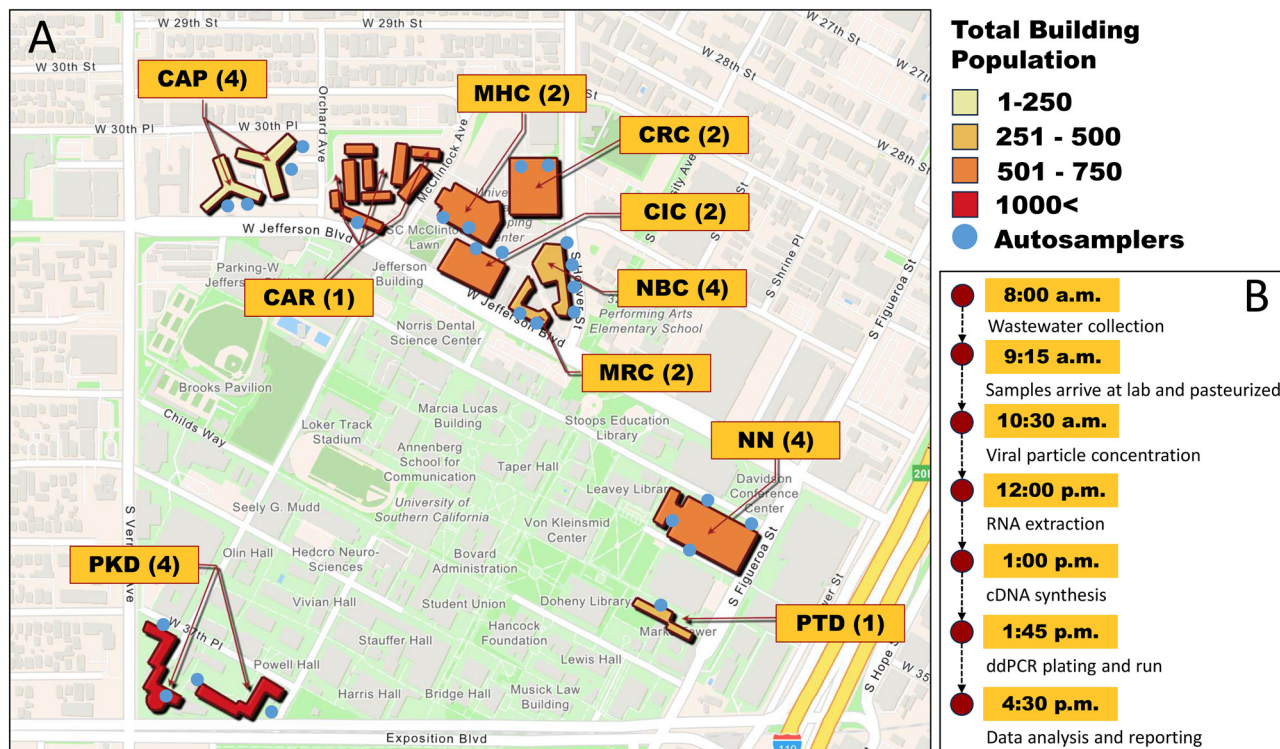 A
W 29th St
W 29th St
W 27th St
W 30th St
W 28th St
CAP (4)
MHC (2)
W 30th Pl
W 30th Pl
Orchard Ave
McClintock Ave
CRC (2)
W 28th St
CIC (2)
W Jefferson Blvd
SC McClintock
Lawn
Jefferson
Building
Parking-W
CAR (1)
NBC (4)
S Hoover St
S Shrine Pl
S Figueroa St
Performing Arts
Elementary School
W Jefferson Blvd
Norris Dental
Science Center
MRC (2)
Brooks Pavilion
Childs Way
Loker Track
Stadium
Marcia Lucas
Building
Annenberg
School for
Communication
Stoops Education
Library
Taper Hall
NN (4)
Leavey Library
Davidson
Conference
Center
University of
Southern California
Seely G. Mudd
Von Kleinsmid
Center
Olin Hall
Hedcro Neuro-
Sciences
Bovard
Administration
PKD (4)
Vivian Hall
Student Union
Doheny Library
S Figueroa St
PTD (1)
W 37th Pl
Stauffer Hall
Hancock
Foundation
Lewis Hall
Powell Hall
Harris Hall
Bridge Hall
Musick Law
Building
S Hope
W 35
Exposition Blvd
110
Total Building
Population
1-250
251 - 500
501 - 750
1000<
Autosamplers
B
8:00 a.m.
Wastewater collection
9:15 a.m.
Samples arrive at lab and pasteurized
10:30 a.m.
Viral particle concentration
12:00 p.m.
RNA extraction
1:00 p.m.
cDNA synthesis
1:45 p.m.
ddPCR plating and run
4:30 p.m.
Data analysis and reporting